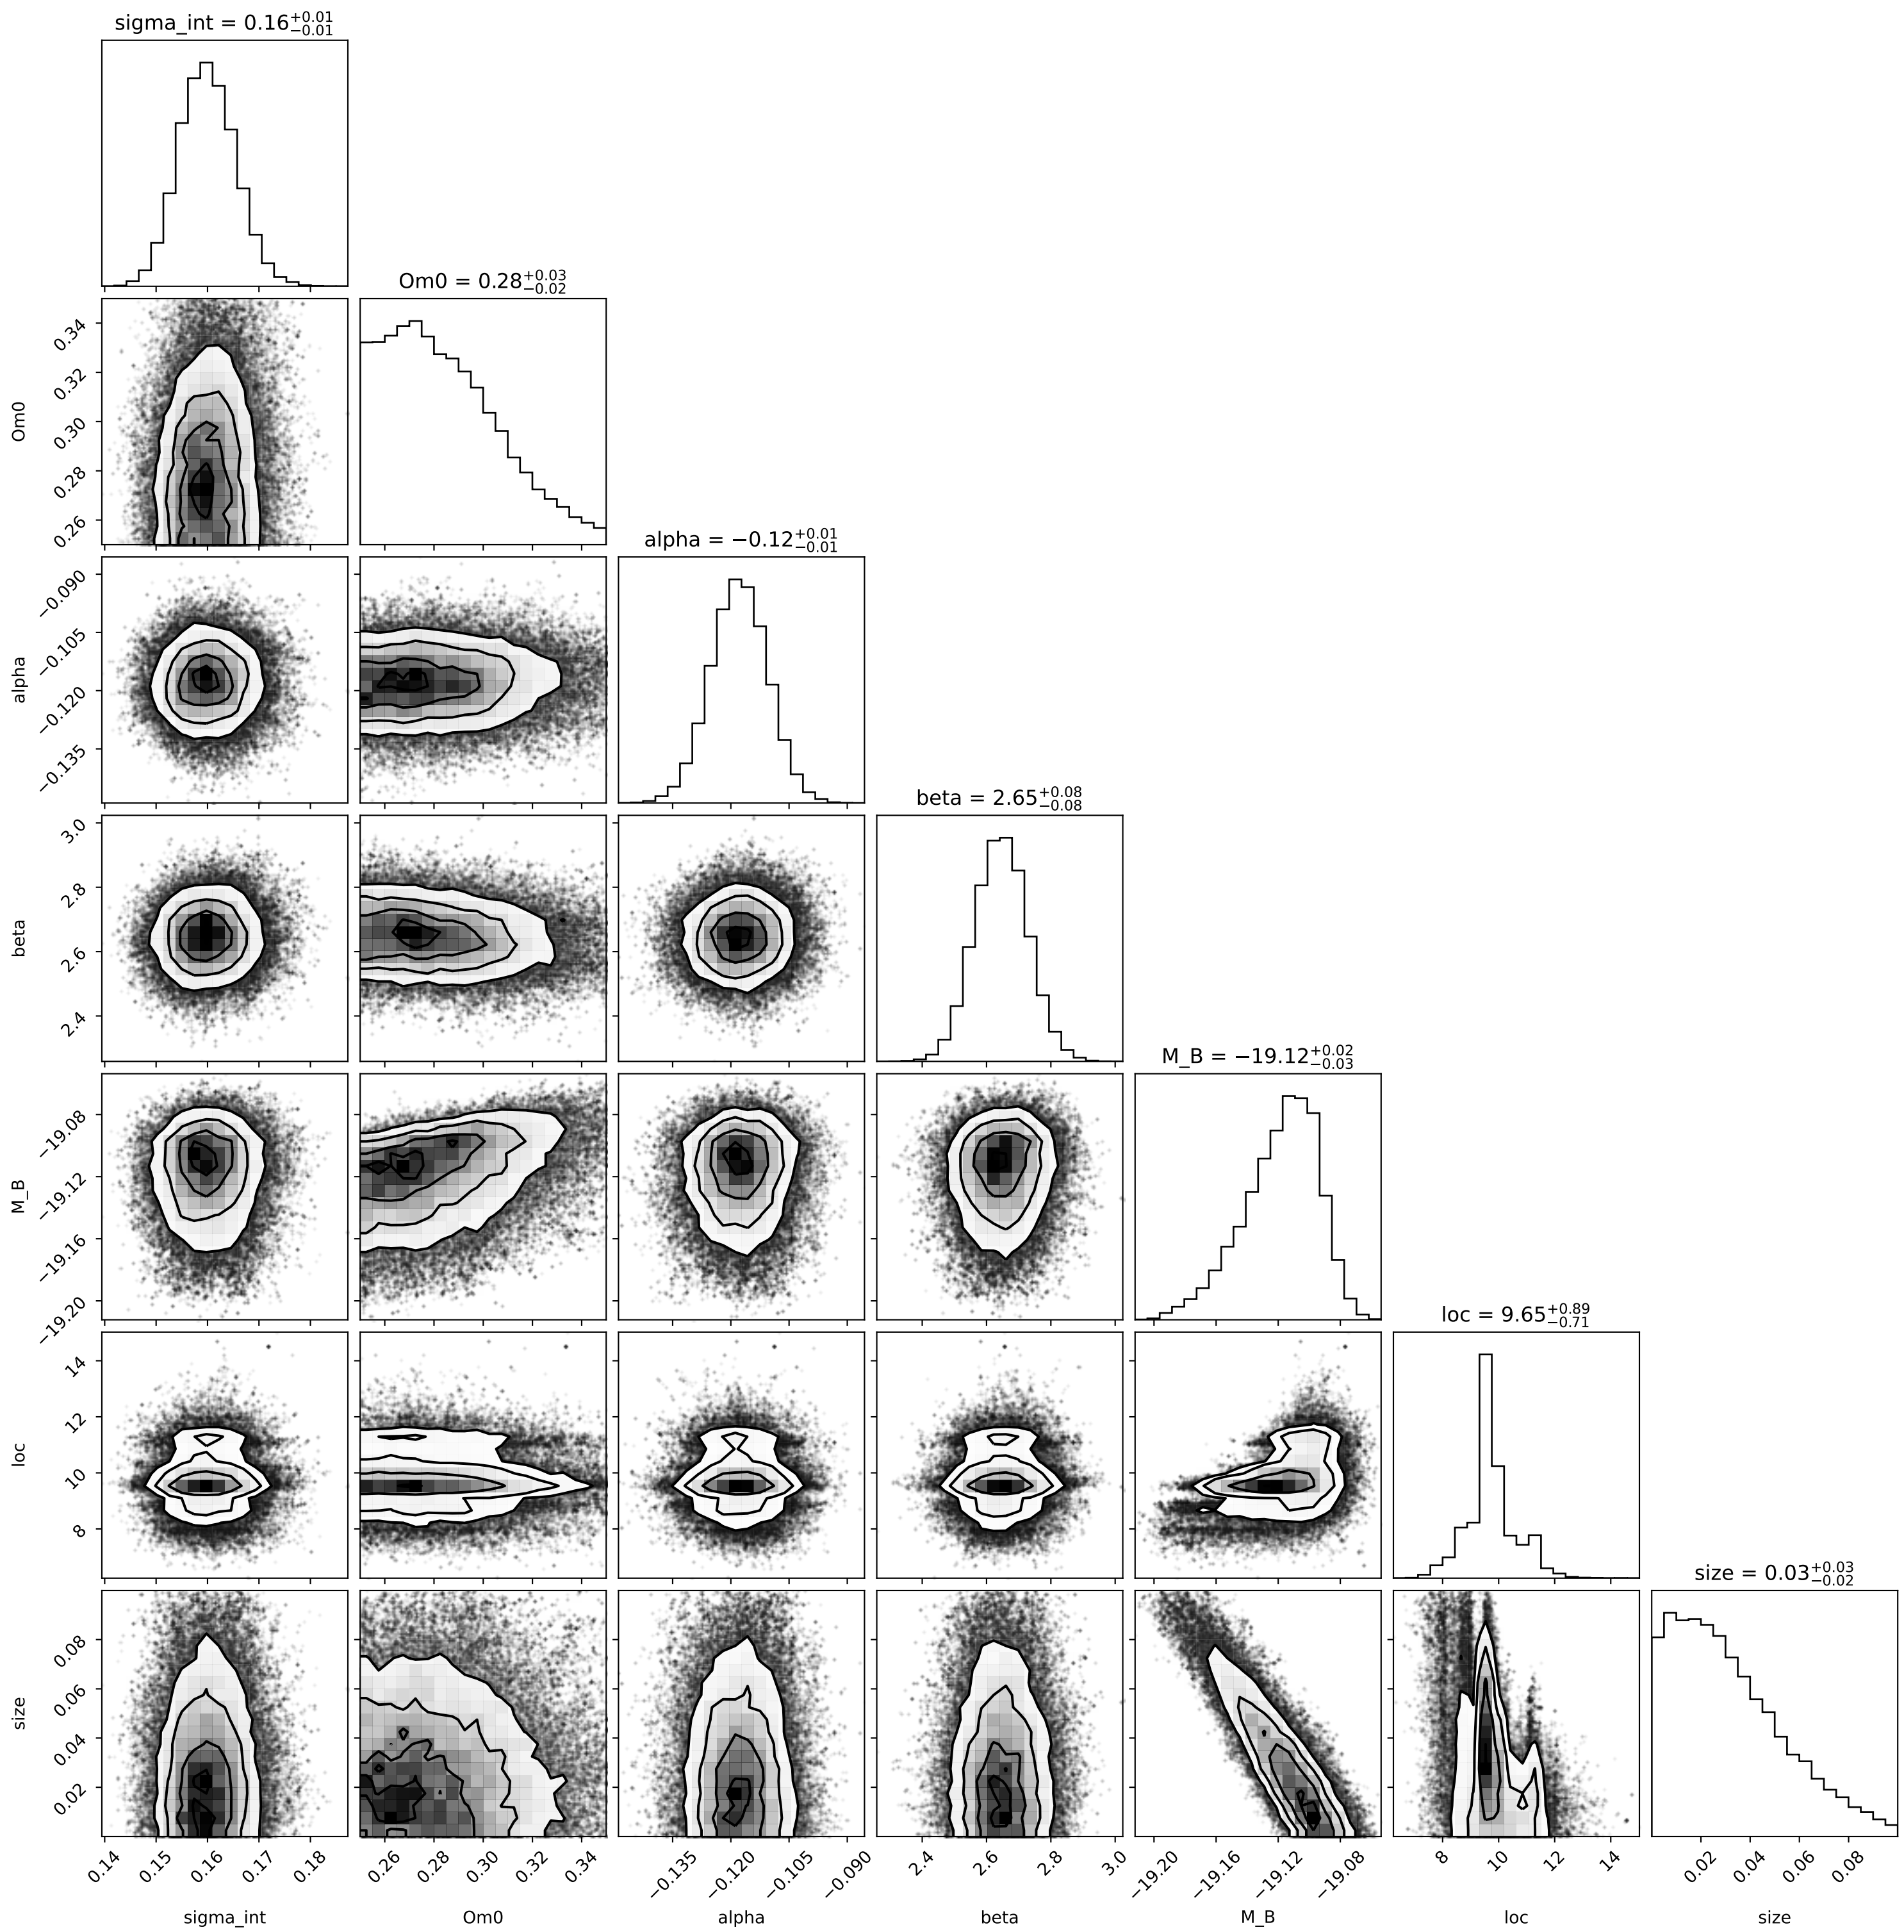 sigma_int = 0.16+0.01−0.01
Om0 = 0.28+0.03−0.02
0.34
0.32
0.30
0.28
0.26
Om0
alpha = −0.12+0.01−0.01
−0.090
−0.105
−0.120
−0.135
alpha
beta = 2.65+0.08−0.08
3.0
2.8
2.6
2.4
beta
M_B = −19.12+0.02−0.03
−19.08
−19.12
−19.16
−19.20
M_B
loc = 9.65+0.89−0.71
14
12
10
8
loc
size = 0.03+0.03−0.02
0.08
0.06
0.04
0.02
size
0.14 0.15 0.16 0.17 0.18 0.26 0.28 0.30 0.32 0.34 −0.135 −0.120 −0.105 −0.090 2.4 2.6 2.8 3.0 −19.20 −19.16 −19.12 −19.08 8 10 12 14 0.02 0.04 0.06 0.08
sigma_int Om0 alpha beta M_B loc size